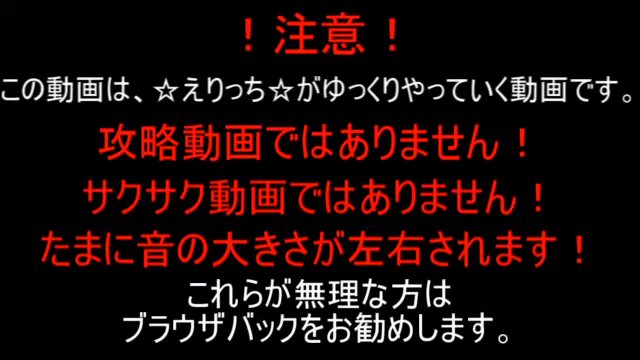 ！注意！
この動画は、☆えりっち☆がゆっくりやっていく動画です。
攻略動画ではありません！
サクサク動画ではありません！
たまに音の大きさが左右されます！
これらが無理な方は
ブラウザバックをお勧めします。